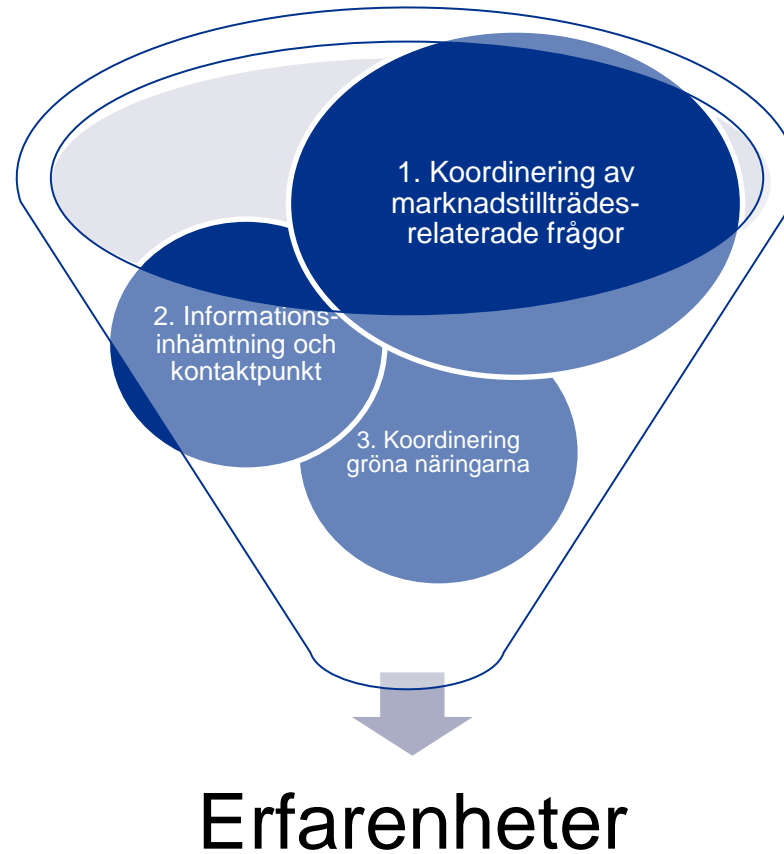 1. Koordinering av
marknadstillträdes-
relaterade frågor
2. Informations-
inhämtning och
kontaktpunkt
3. Koordinering
gröna näringarna
Erfarenheter